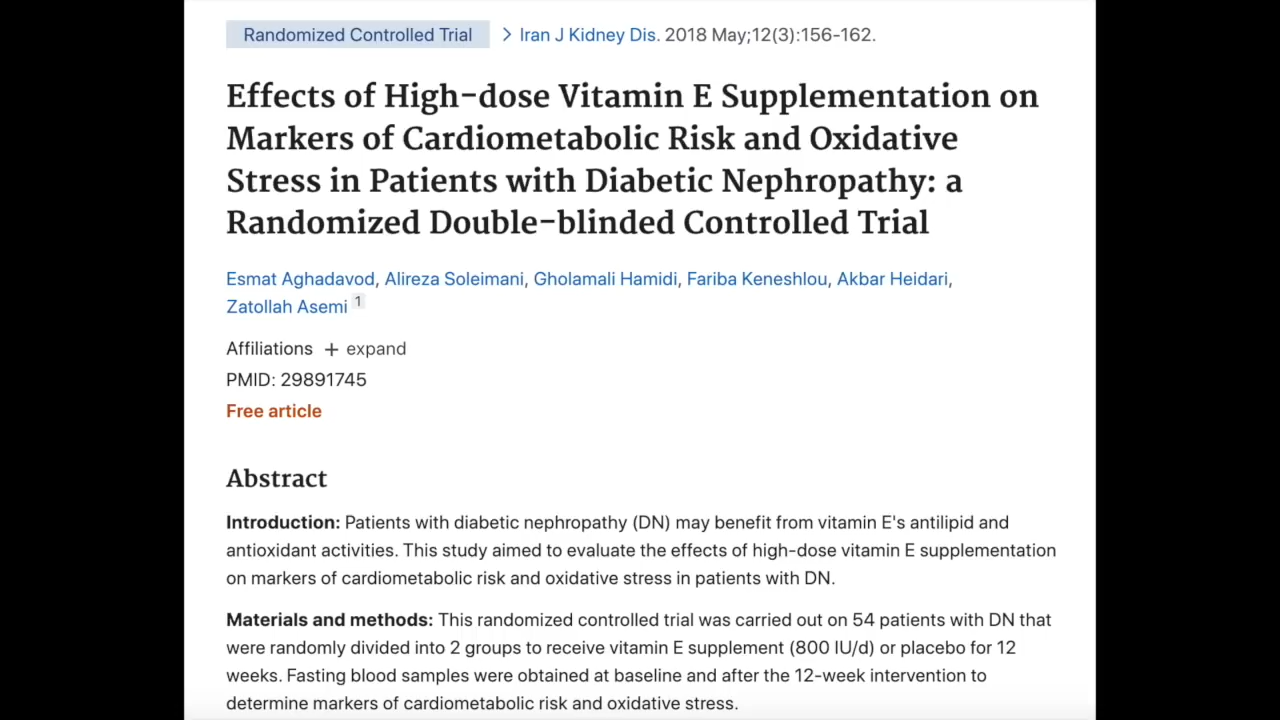 Randomized Controlled Trial > Iran J Kidney Dis. 2018 May;12(3):156-162.
Effects of High-dose Vitamin E Supplementation on
Markers of Cardiometabolic Risk and Oxidative
Stress in Patients with Diabetic Nephropathy: a
Randomized Double-blinded Controlled Trial
Esmat Aghadavod, Alireza Soleimani, Gholamali Hamidi, Fariba Keneshlou, Akbar Heidari,
Zatollah Asemi 1
Affiliations + expand
PMID: 29891745
Free article
Abstract
Introduction: Patients with diabetic nephropathy (DN) may benefit from vitamin E's antilipid and
antioxidant activities. This study aimed to evaluate the effects of high-dose vitamin E supplementation
on markers of cardiometabolic risk and oxidative stress in patients with DN.
Materials and methods: This randomized controlled trial was carried out on 54 patients with DN that
were randomly divided into 2 groups to receive vitamin E supplement (800 IU/d) or placebo for 12
weeks. Fasting blood samples were obtained at baseline and after the 12-week intervention to
determine markers of cardiometabolic risk and oxidative stress.